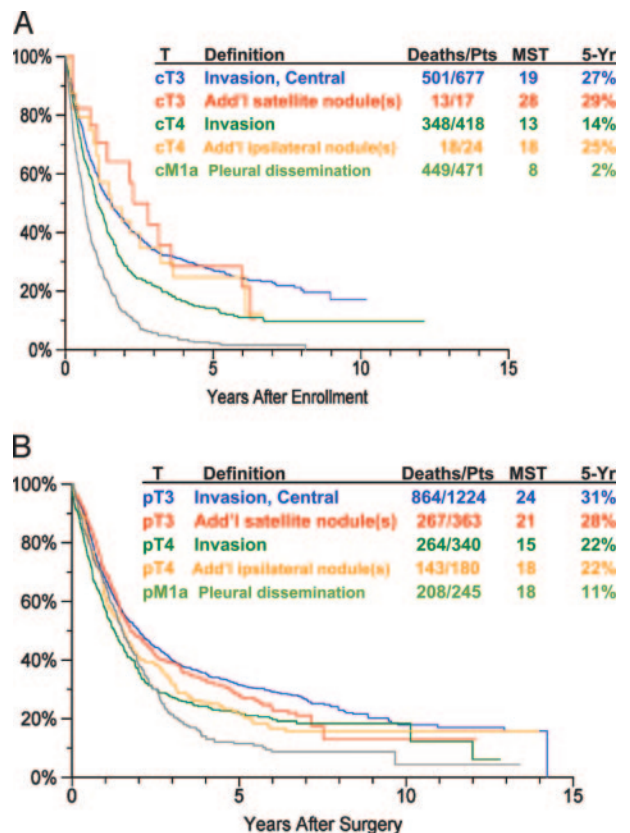 A
T Definition Deaths/Pts MST 5-Yr
cT3 Invasion, Central 501/677 19 27%
cT3 Add'l satellite nodule(s) 13/17 28 29%
cT4 Invasion 348/418 13 14%
cT4 Add'l ipsilateral nodule(s) 18/24 18 25%
cM1a Pleural dissemination 449/471 8 2%
100%
80%
60%
40%
20%
0%
0 5 10 15
Years After Enrollment
B
T Definition Deaths/Pts MST 5-Yr
pT3 Invasion, Central 864/1224 24 31%
pT3 Add'l satellite nodule(s) 267/363 21 28%
pT4 Invasion 264/340 15 22%
pT4 Add'l ipsilateral nodule(s) 143/180 18 22%
pM1a Pleural dissemination 208/245 18 11%
100%
80%
60%
40%
20%
0%
0 5 10 15
Years After Surgery